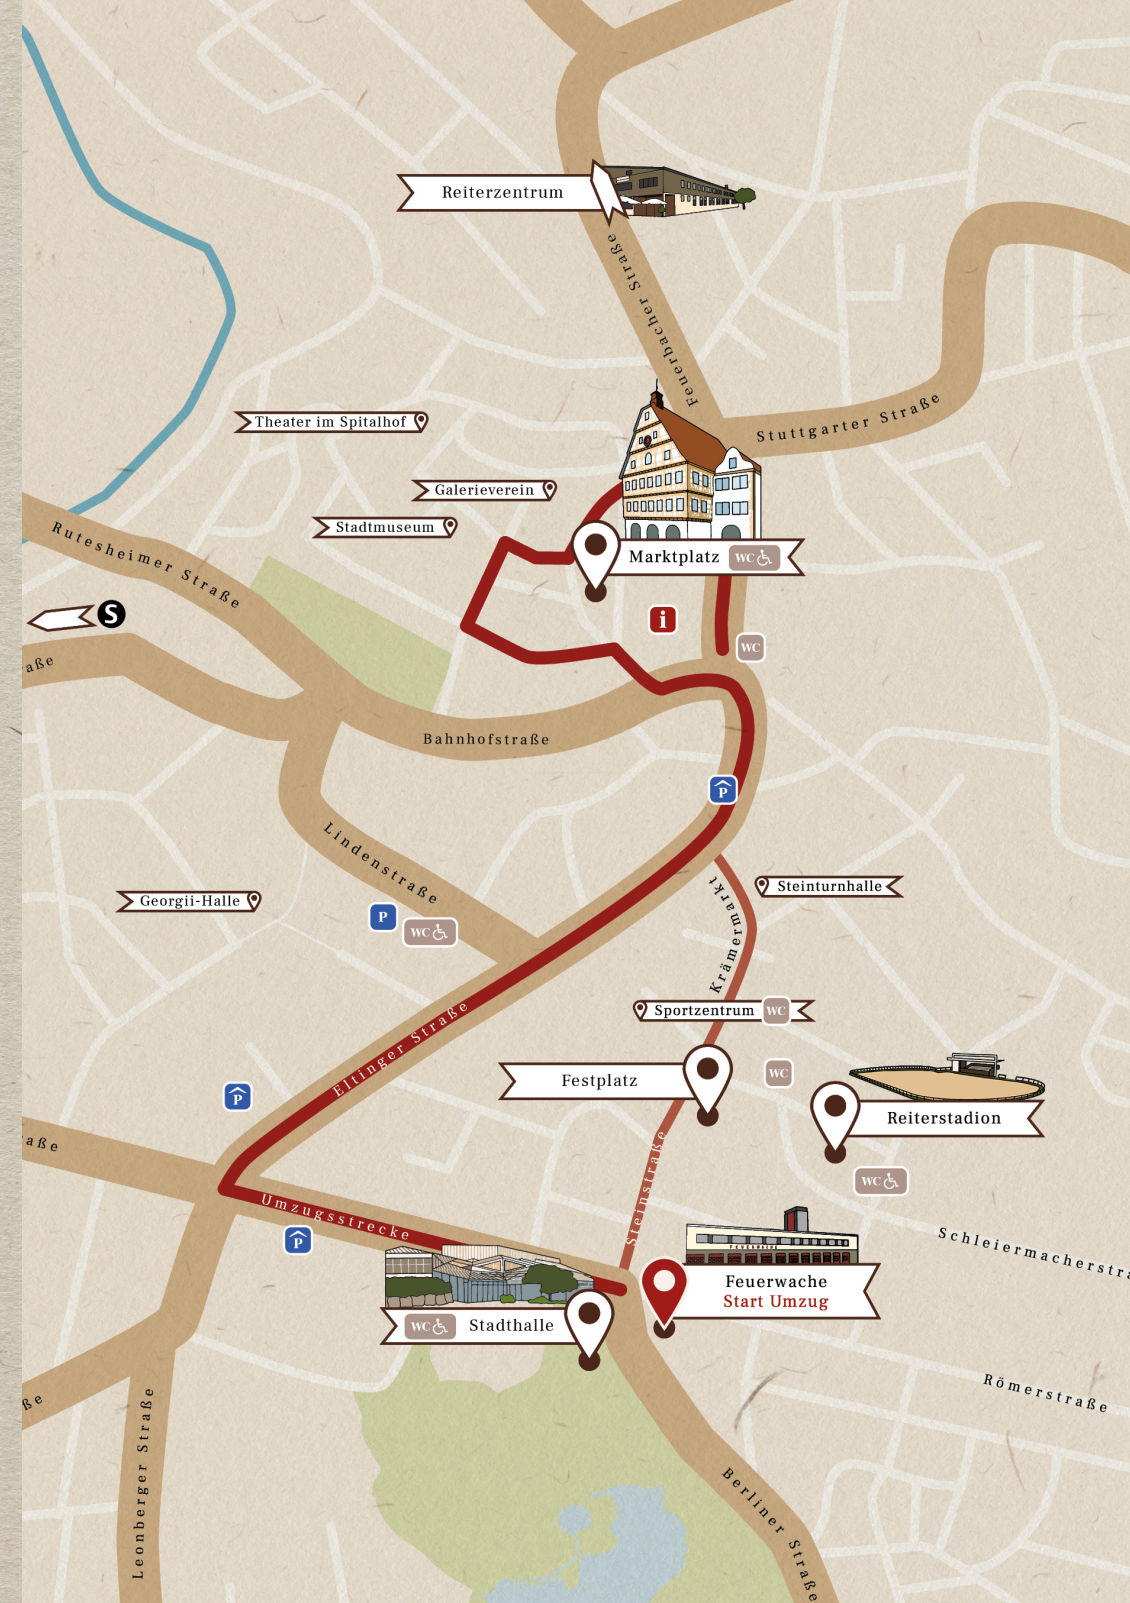 Reiterzentrum
Feuerbacher Straße
Stuttgarter Straße
Theater im Spitalhof
Galerieverein
Stadtmuseum
Rutesheimer Straße
Marktplatz WC
S
i
WC
aße
Bahnhofstraße
P
Lindenstraße
Krämermarkt
Steinturnhalle
Georgii-Halle
P
WC
Sportzentrum WC
Eltinger Straße
Festplatz
WC
Reiterstadion
P
aße
WC
Steinstraße
Umzugsstrecke
P
FEUERWACHE
Schleiermacherstra
Feuerwache
Start Umzug
WC Stadthalle
Römerstraße
ße
Leonberger Straße
Berliner Straße